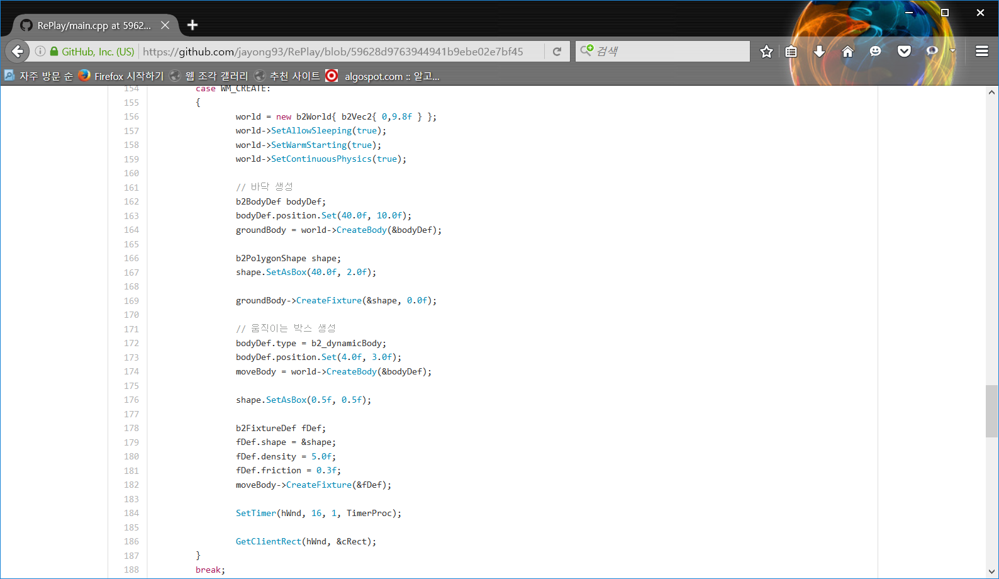 RePlay/main.cpp at 5962...
GitHub, Inc. (US) https://github.com/jayong93/RePlay/blob/59628d9763944941b9ebe02e7bf45 검색
자주 방문 순 Firefox 시작하기 웹 조각 갤러리 추천 사이트 algospot.com :: 알고...
154 case WM_CREATE:
155 {
156 world = new b2World{ b2Vec2{ 0,9.8f } };
157 world->SetAllowSleeping(true);
158 world->SetWarmStarting(true);
159 world->SetContinuousPhysics(true);
160
161 // 바닥 생성
162 b2BodyDef bodyDef;
163 bodyDef.position.Set(40.0f, 10.0f);
164 groundBody = world->CreateBody(&bodyDef);
165
166 b2PolygonShape shape;
167 shape.SetAsBox(40.0f, 2.0f);
168
169 groundBody->CreateFixture(&shape, 0.0f);
170
171 // 움직이는 박스 생성
172 bodyDef.type = b2_dynamicBody;
173 bodyDef.position.Set(4.0f, 3.0f);
174 moveBody = world->CreateBody(&bodyDef);
175
176 shape.SetAsBox(0.5f, 0.5f);
177
178 b2FixtureDef fDef;
179 fDef.shape = &shape;
180 fDef.density = 5.0f;
181 fDef.friction = 0.3f;
182 moveBody->CreateFixture(&fDef);
183
184 SetTimer(hWnd, 16, 1, TimerProc);
185
186 GetClientRect(hWnd, &cRect);
187 }
188 break;